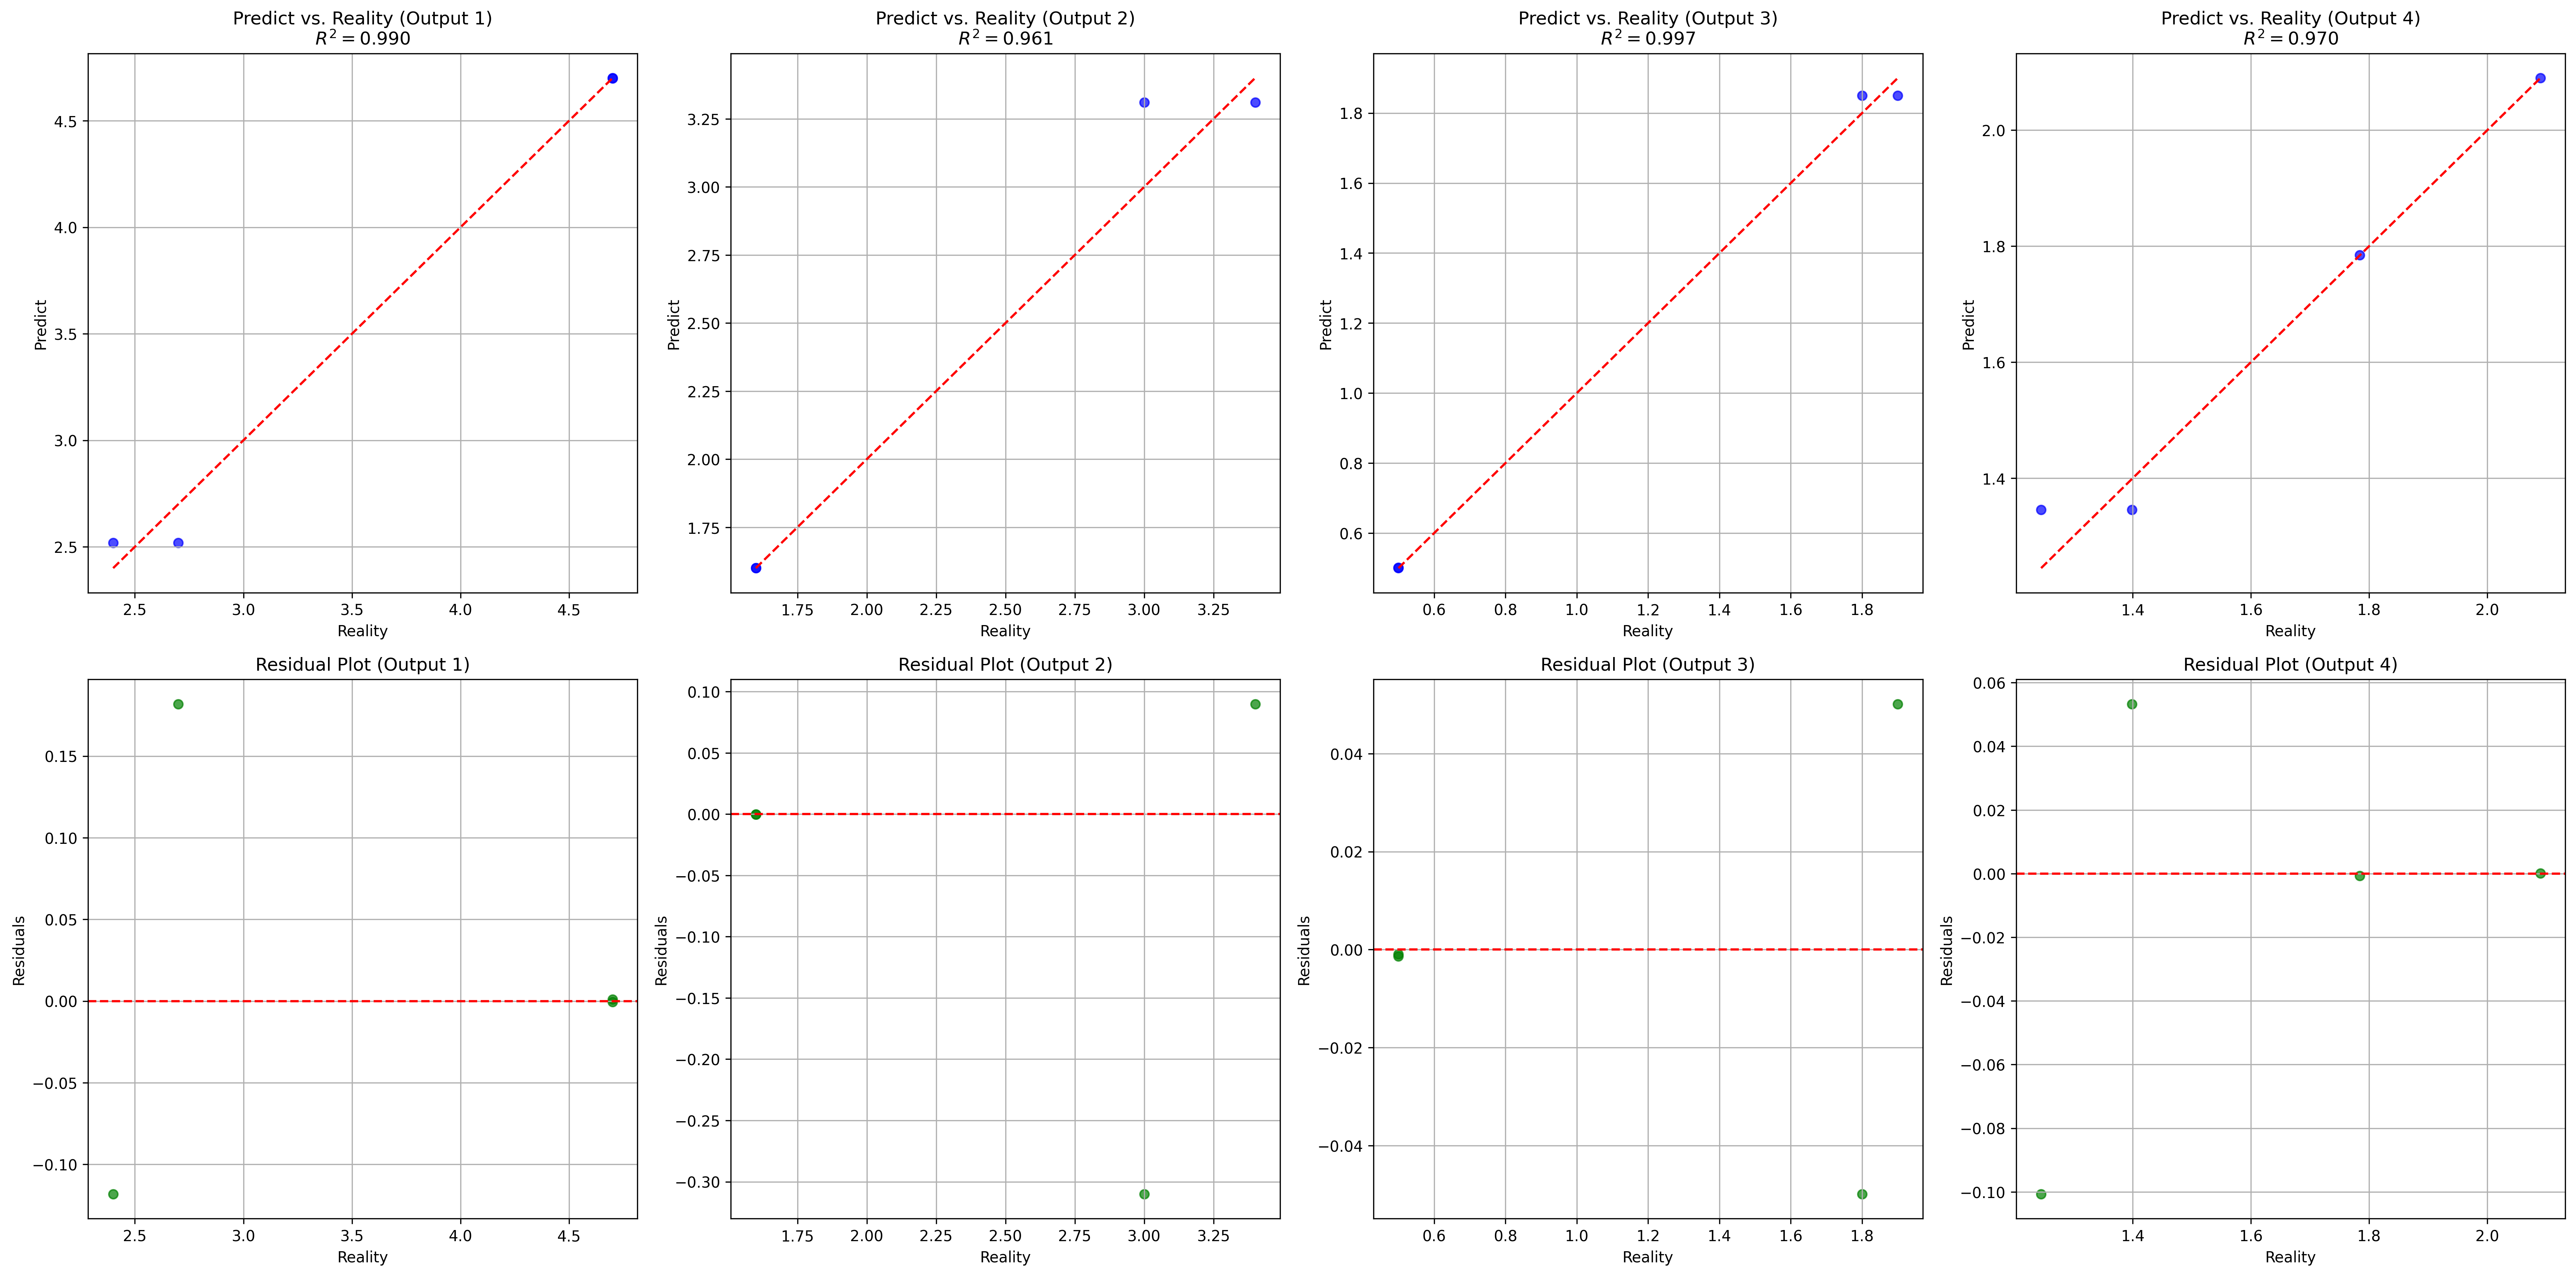 Predict vs. Reality (Output 1)
R² = 0.990
4.5
4.0
3.5
3.0
2.5
Predict
2.5 3.0 3.5 4.0 4.5
Reality
Predict vs. Reality (Output 2)
R² = 0.961
3.25
3.00
2.75
2.50
2.25
2.00
1.75
Predict
1.75 2.00 2.25 2.50 2.75 3.00 3.25
Reality
Predict vs. Reality (Output 3)
R² = 0.997
1.8
1.6
1.4
1.2
1.0
0.8
0.6
Predict
0.6 0.8 1.0 1.2 1.4 1.6 1.8
Reality
Predict vs. Reality (Output 4)
R² = 0.970
2.0
1.8
1.6
1.4
Predict
1.4 1.6 1.8 2.0
Reality
Residual Plot (Output 1)
0.15
0.10
0.05
0.00
−0.05
−0.10
Residuals
2.5 3.0 3.5 4.0 4.5
Reality
Residual Plot (Output 2)
0.10
0.05
0.00
−0.05
−0.10
−0.15
−0.20
−0.25
−0.30
Residuals
1.75 2.00 2.25 2.50 2.75 3.00 3.25
Reality
Residual Plot (Output 3)
0.04
0.02
0.00
−0.02
−0.04
Residuals
0.6 0.8 1.0 1.2 1.4 1.6 1.8
Reality
Residual Plot (Output 4)
0.06
0.04
0.02
0.00
−0.02
−0.04
−0.06
−0.08
−0.10
Residuals
1.4 1.6 1.8 2.0
Reality